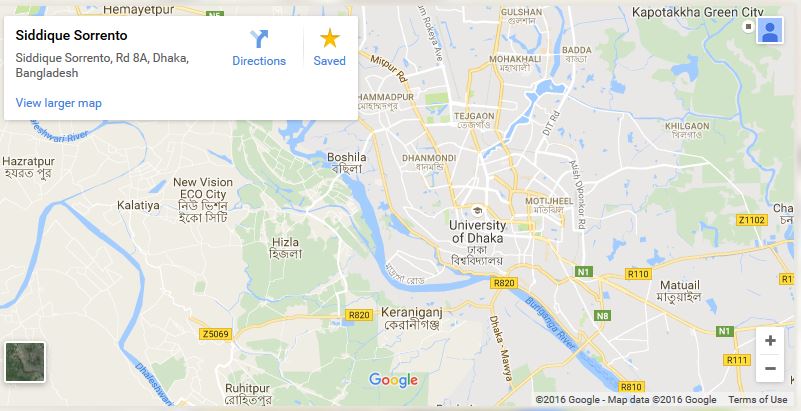 Siddique Sorrento
Siddique Sorrento, Rd 8A, Dhaka,
Bangladesh
View larger map
Directions
Saved
Hemayetpur
R505
Mirpur Rd
GULSHAN
গুলশান
MOHAKHALI
মহাখালী
Kapotakkha Green City
BADDA
বাড্ডা
DIT Rd
HAMMADPUR
মোহাম্মদপুর
TEJGAON
তেজগাঁও
KHILGAON
খিলগাঁও
Hazratpur
হযরত পুর
Boshila
বছিলা
DHANMONDI
ধানমন্ডি
New Vision
ECO City
নিউ ভিশন
ইকো সিটি
Kalatiya
MOTIJHEEL
মতিঝিল
Z1102
University
of Dhaka
ঢাকা
বিশ্ববিদ্যালয়
Hizla
হিজলা
N1
R110
R820
Matuail
মাতুয়াইল
Buriganga River
Keraniganj
কেরানীগঞ্জ
R820
N8
Z5069
Dhaka - Mawya
N1
R111
Dhaleshwari
Ruhitpur
রোহিতপুর
R810
Google
©2016 Google - Map data ©2016 Google
Terms of Use